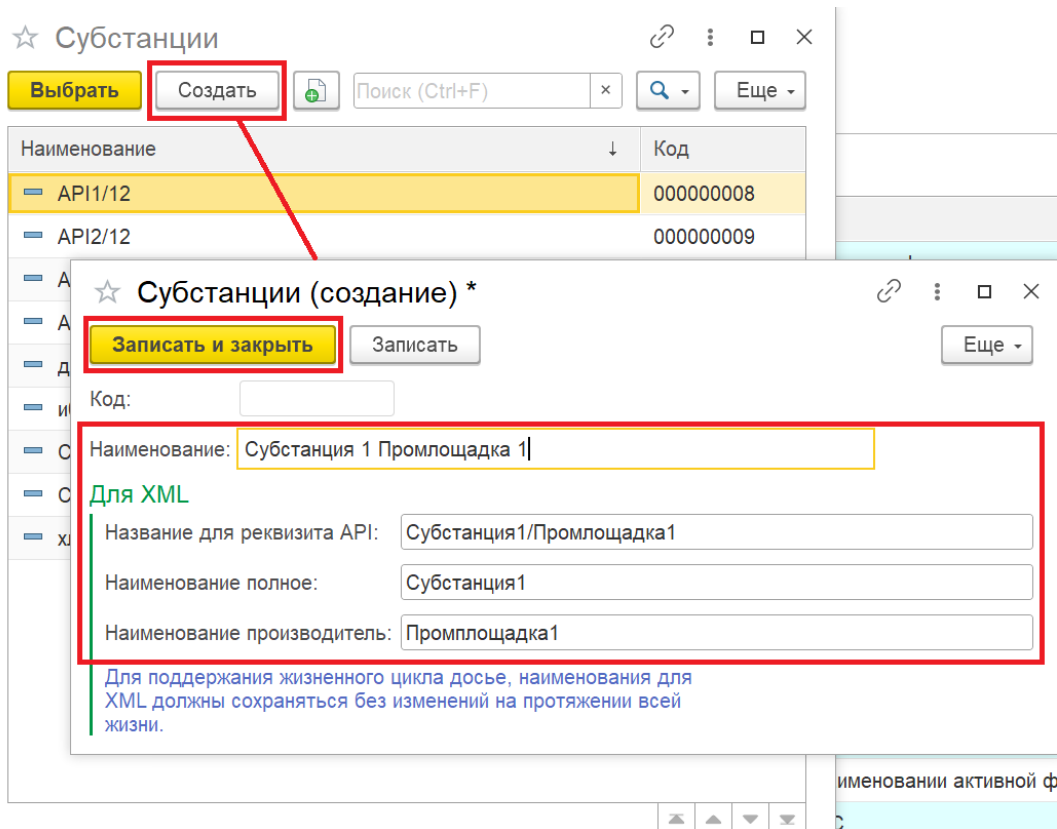 Субстанции
Выбрать Создать Поиск (Ctrl+F) Еще
Наименование Код
API1/12 000000008
API2/12 000000009
Субстанции (создание) *
Записать и закрыть Записать Еще
Код:
Наименование: Субстанция 1 Промлощадка 1
Для XML
Название для реквизита API: Субстанция1/Промлощадка1
Наименование полное: Субстанция1
Наименование производитель: Промплощадка1
Для поддержания жизненного цикла досье, наименования для
XML должны сохраняться без изменений на протяжении всей
жизни.
именовании активной ф